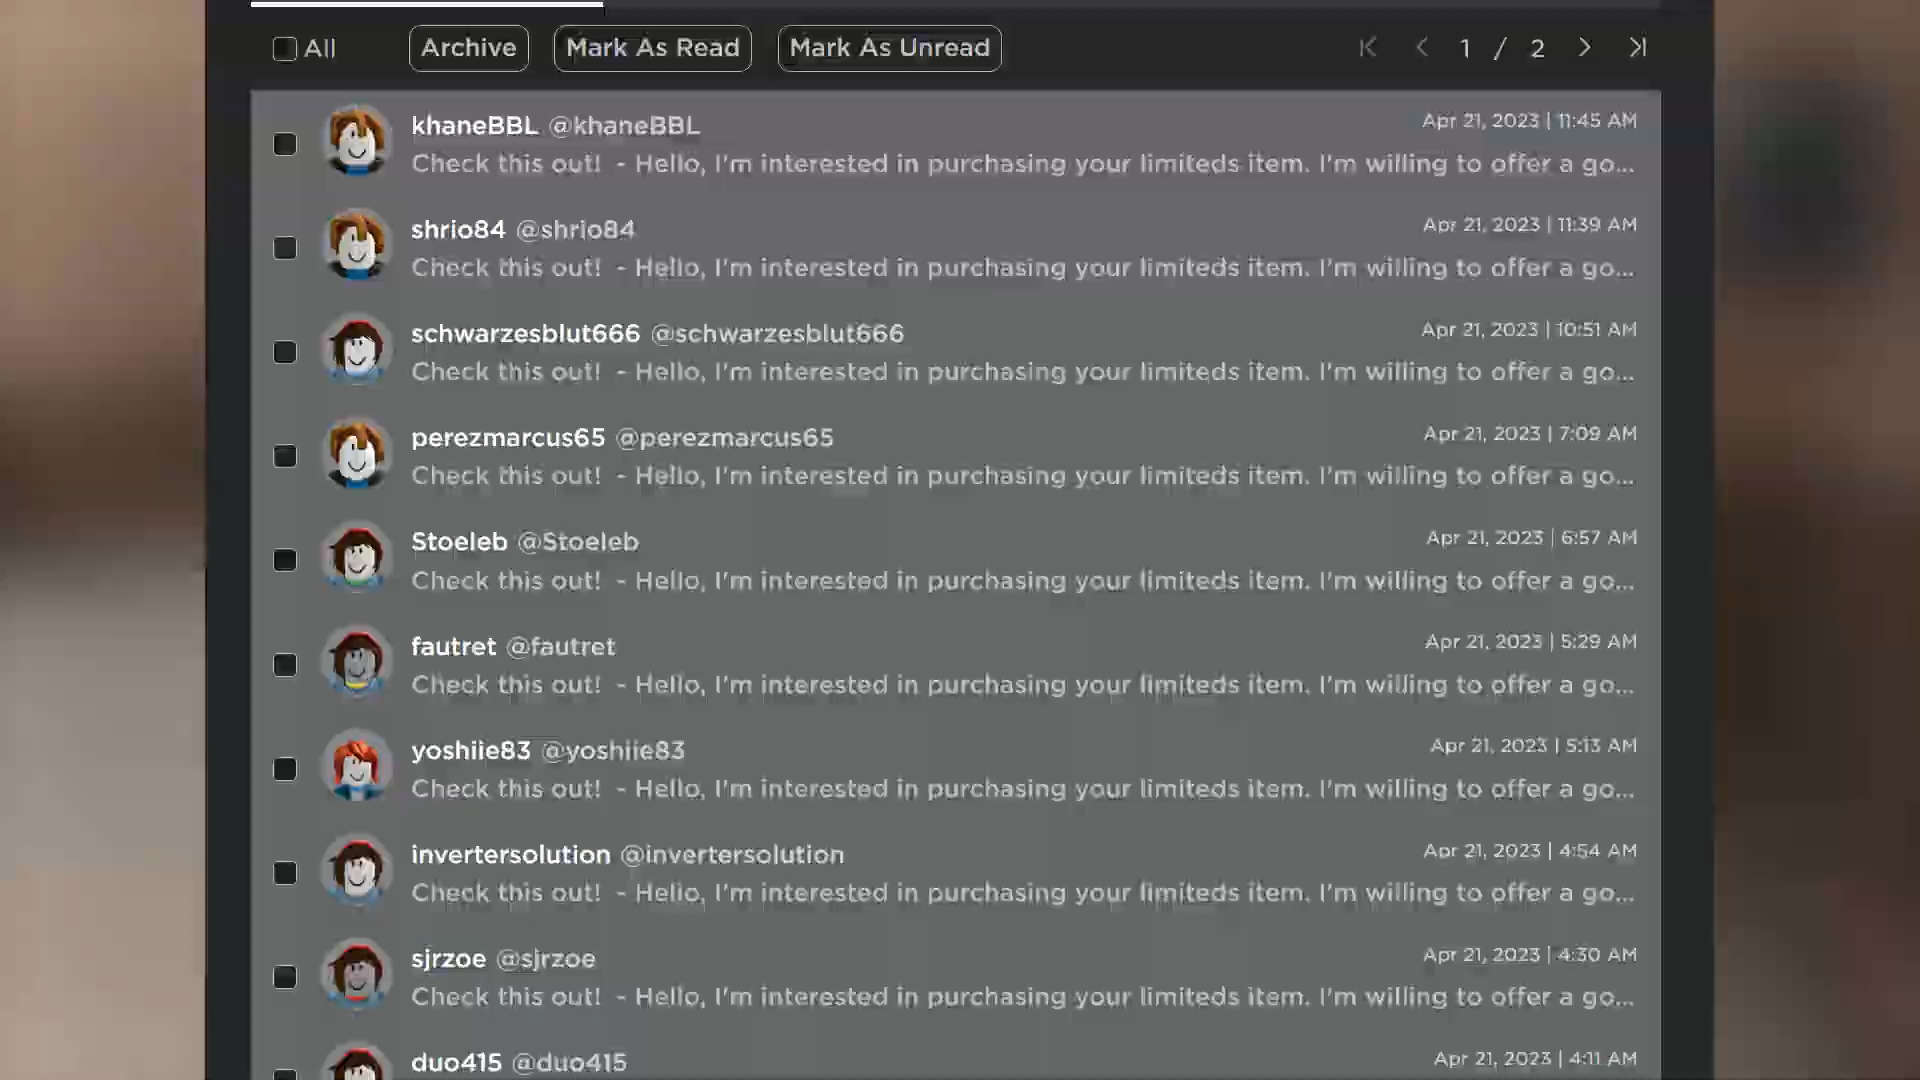 All Archive Mark As Read Mark As Unread 1 / 2
khaneBBL @khaneBBL Apr 21, 2023 | 11:45 AM
Check this out! - Hello, I'm interested in purchasing your limiteds item. I'm willing to offer a go...
shrio84 @shrio84 Apr 21, 2023 | 11:39 AM
Check this out! - Hello, I'm interested in purchasing your limiteds item. I'm willing to offer a go...
schwarzesblut666 @schwarzesblut666 Apr 21, 2023 | 10:51 AM
Check this out! - Hello, I'm interested in purchasing your limiteds item. I'm willing to offer a go...
perezmarcus65 @perezmarcus65 Apr 21, 2023 | 7:09 AM
Check this out! - Hello, I'm interested in purchasing your limiteds item. I'm willing to offer a go...
Stoeleb @Stoeleb Apr 21, 2023 | 6:57 AM
Check this out! - Hello, I'm interested in purchasing your limiteds item. I'm willing to offer a go...
fautret @fautret Apr 21, 2023 | 5:29 AM
Check this out! - Hello, I'm interested in purchasing your limiteds item. I'm willing to offer a go...
yoshiie83 @yoshiie83 Apr 21, 2023 | 5:13 AM
Check this out! - Hello, I'm interested in purchasing your limiteds item. I'm willing to offer a go...
invertersolution @invertersolution Apr 21, 2023 | 4:54 AM
Check this out! - Hello, I'm interested in purchasing your limiteds item. I'm willing to offer a go...
sjrzoe @sjrzoe Apr 21, 2023 | 4:30 AM
Check this out! - Hello, I'm interested in purchasing your limiteds item. I'm willing to offer a go...
duo415 @duo415 Apr 21, 2023 | 4:11 AM